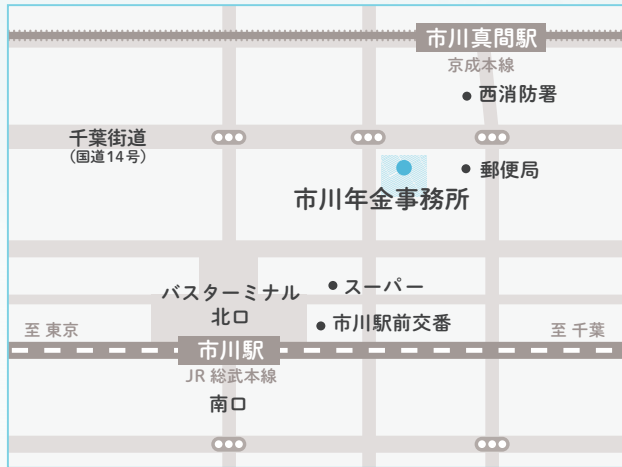 市川真間駅
京成本線
西消防署
千葉街道
(国道14号)
郵便局
市川年金事務所
スーパー
バスターミナル
北口
市川駅前交番
至 東京
至 千葉
市川駅
JR 総武本線
南口